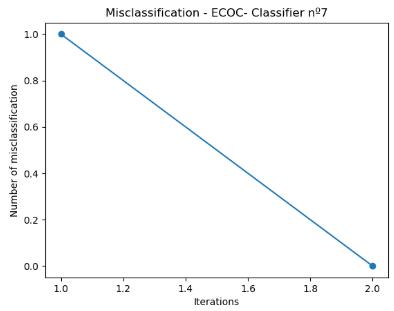 Misclassification - ECOC- Classifier nº7
Number of misclassification
1.0
0.8
0.6
0.4
0.2
0.0
1.0 1.2 1.4 1.6 1.8 2.0
Iterations